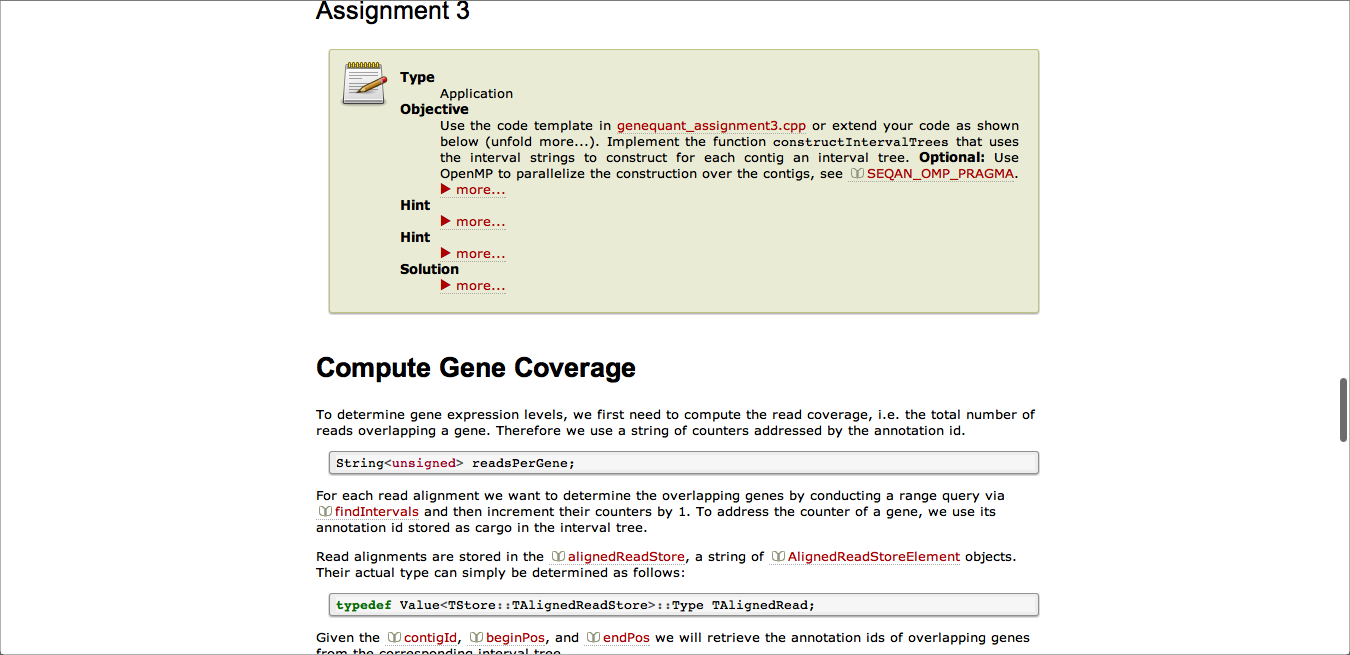 Assignment 3
Type
Application
Objective
Use the code template in genequant_assignment3.cpp or extend your code as shown
below (unfold more...). Implement the function constructIntervalTrees that uses
the interval strings to construct for each contig an interval tree. Optional: Use
OpenMP to parallelize the construction over the contigs, see SEQAN_OMP_PRAGMA.
more...
Hint
more...
Hint
more...
Solution
more...
Compute Gene Coverage
To determine gene expression levels, we first need to compute the read coverage, i.e. the total number of
reads overlapping a gene. Therefore we use a string of counters addressed by the annotation id.
String<unsigned> readsPerGene;
For each read alignment we want to determine the overlapping genes by conducting a range query via
findIntervals and then increment their counters by 1. To address the counter of a gene, we use its
annotation id stored as cargo in the interval tree.
Read alignments are stored in the alignedReadStore, a string of AlignedReadStoreElement objects.
Their actual type can simply be determined as follows:
typedef Value<TStore::TAlignedReadStore>::Type TAlignedRead;
Given the contigId, beginPos, and endPos we will retrieve the annotation ids of overlapping genes
from the corresponding interval tree